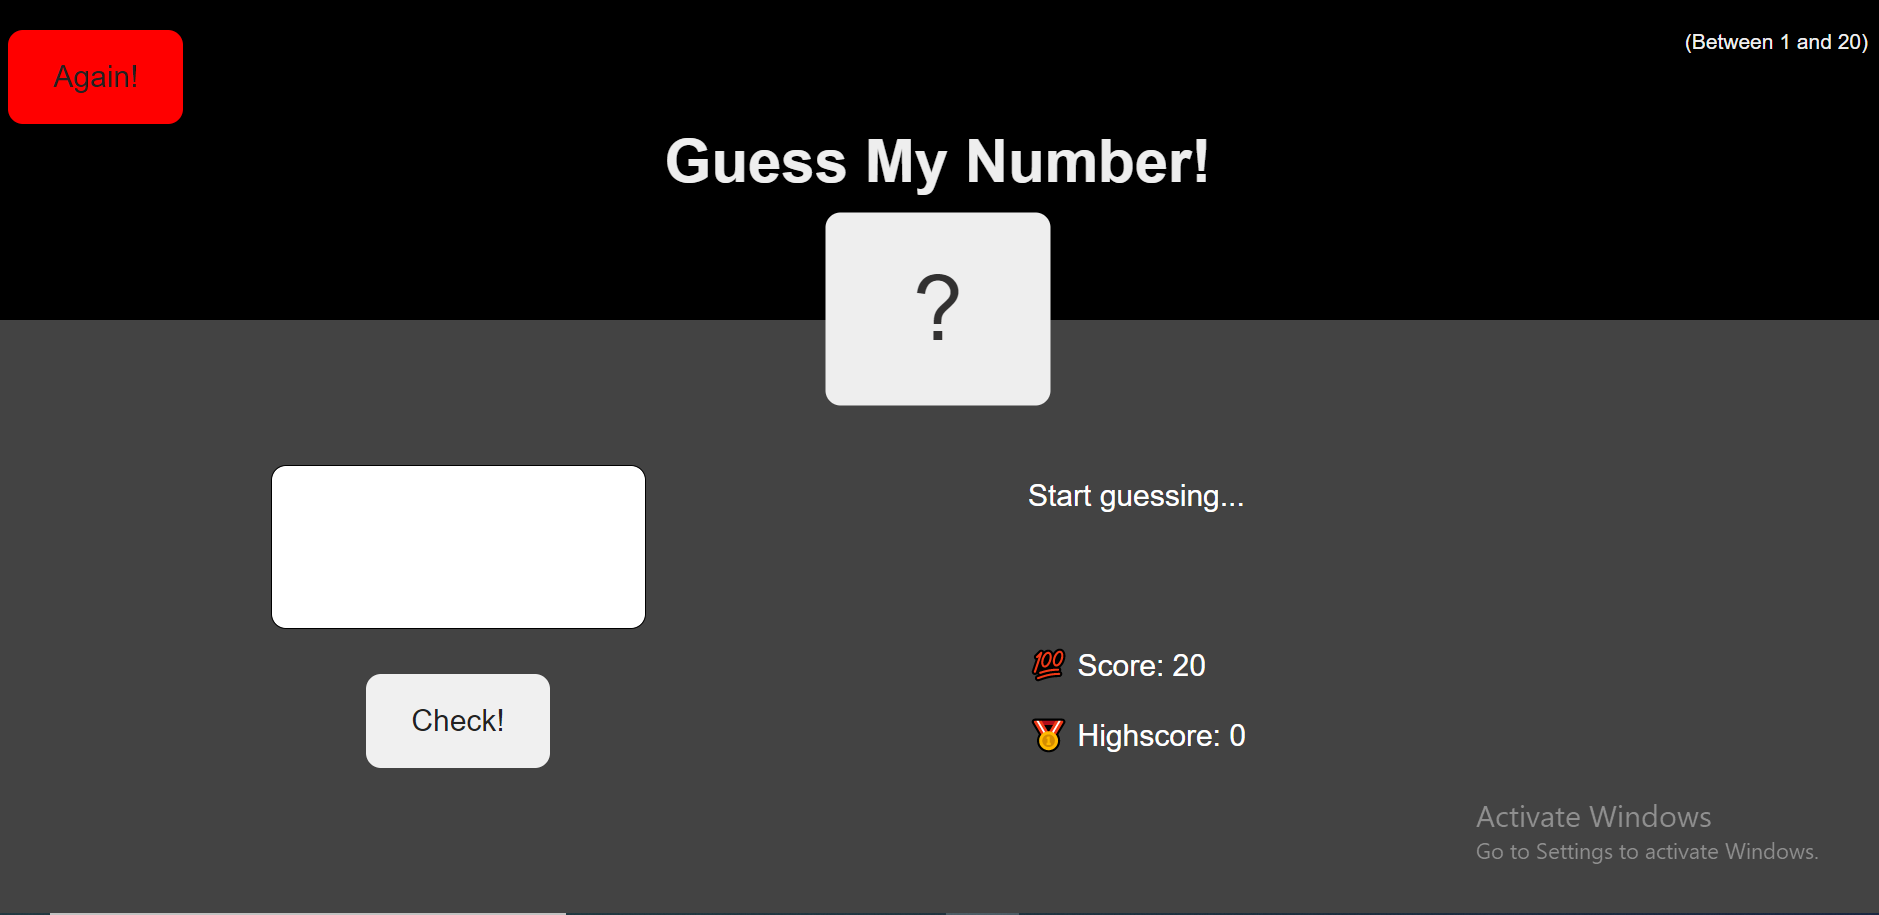 Again!
(Between 1 and 20)
Guess My Number!
?
Start guessing...
Check!
💯 Score: 20
🥇 Highscore: 0
Activate Windows
Go to Settings to activate Windows.